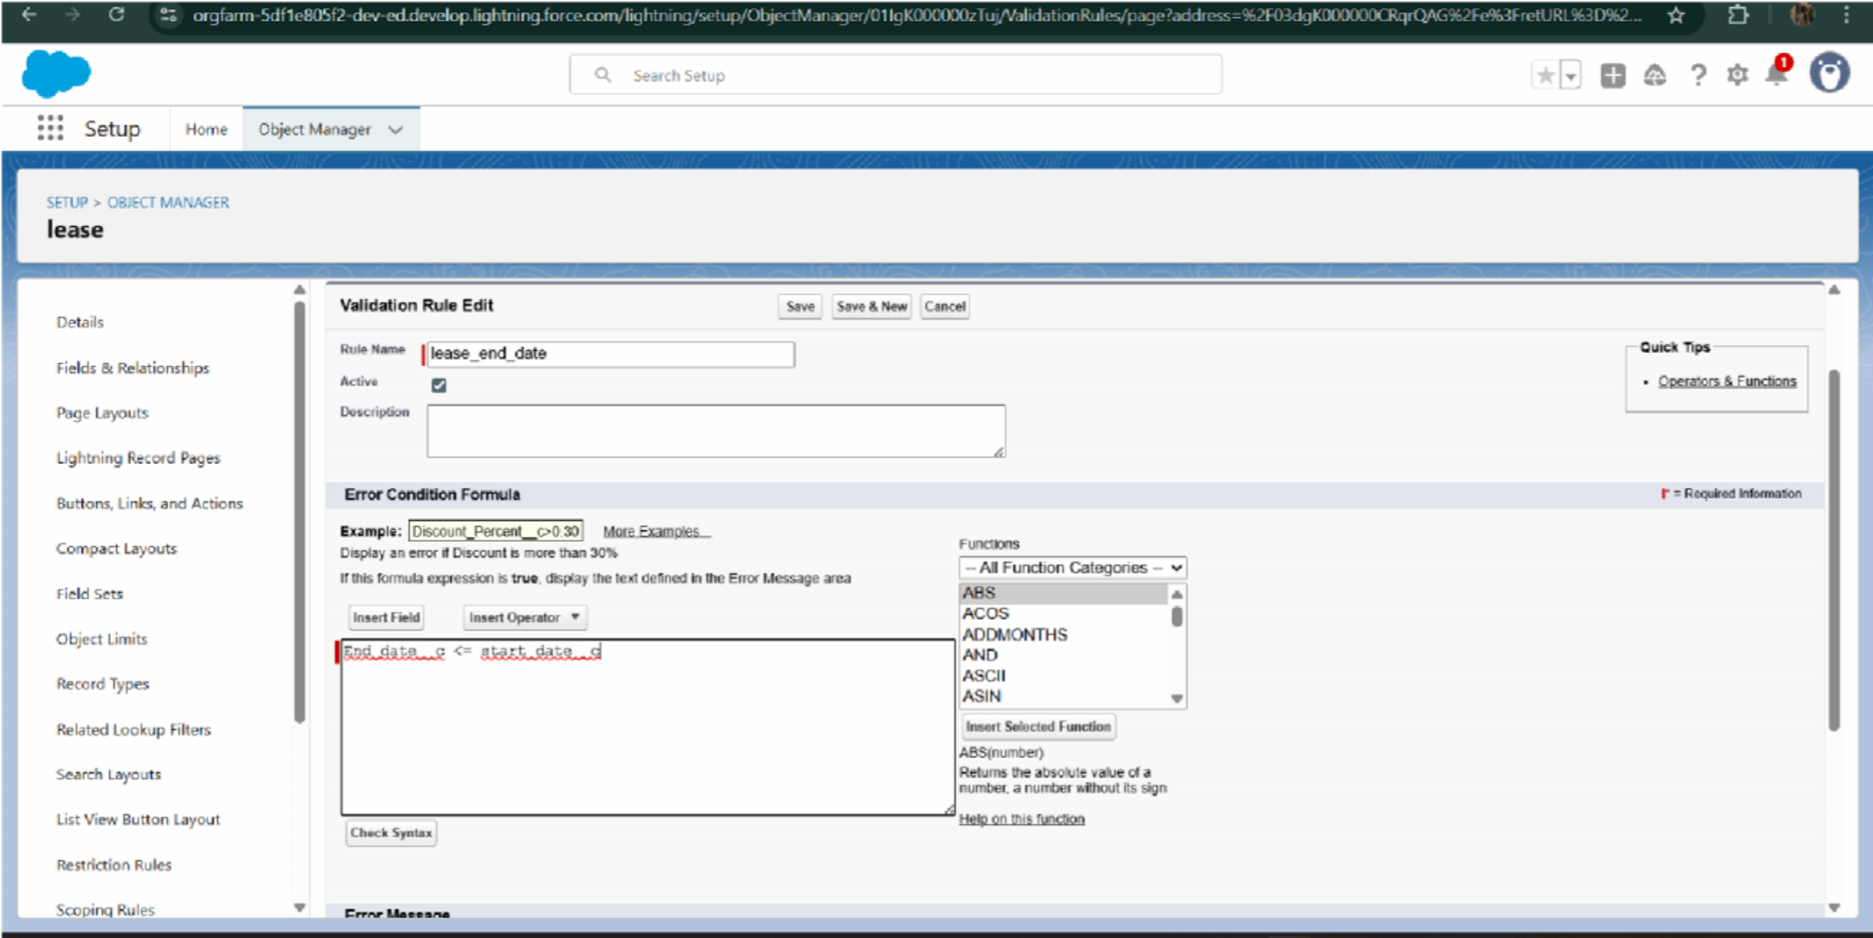 orgfarm-5df1e805f2-dev-ed.develop.lightning.force.com/lightning/setup/ObjectManager/01IgK000000zTuj/ValidationRules/page?address=%2F03dgK000000CRqrQAG%2Fe%3FretURL%3D%2...
Search Setup
1
Setup
Home
Object Manager
SETUP > OBJECT MANAGER
lease
Details
Fields & Relationships
Page Layouts
Lightning Record Pages
Buttons, Links, and Actions
Compact Layouts
Field Sets
Object Limits
Record Types
Related Lookup Filters
Search Layouts
List View Button Layout
Restriction Rules
Scoping Rules
Validation Rule Edit
Save
Save & New
Cancel
Rule Name
lease_end_date
Active
Description
Quick Tips
• Operators & Functions
Error Condition Formula
= Required Information
Example: Discount_Percent__c>0.30 More Examples...
Display an error if Discount is more than 30%
If this formula expression is true, display the text defined in the Error Message area
Insert Field
Insert Operator
End_date__c <= start_date__c
Check Syntax
Functions
-- All Function Categories --
ABS
ACOS
ADDMONTHS
AND
ASCII
ASIN
Insert Selected Function
ABS(number)
Returns the absolute value of a
number, a number without its sign
Help on this function
Error Message